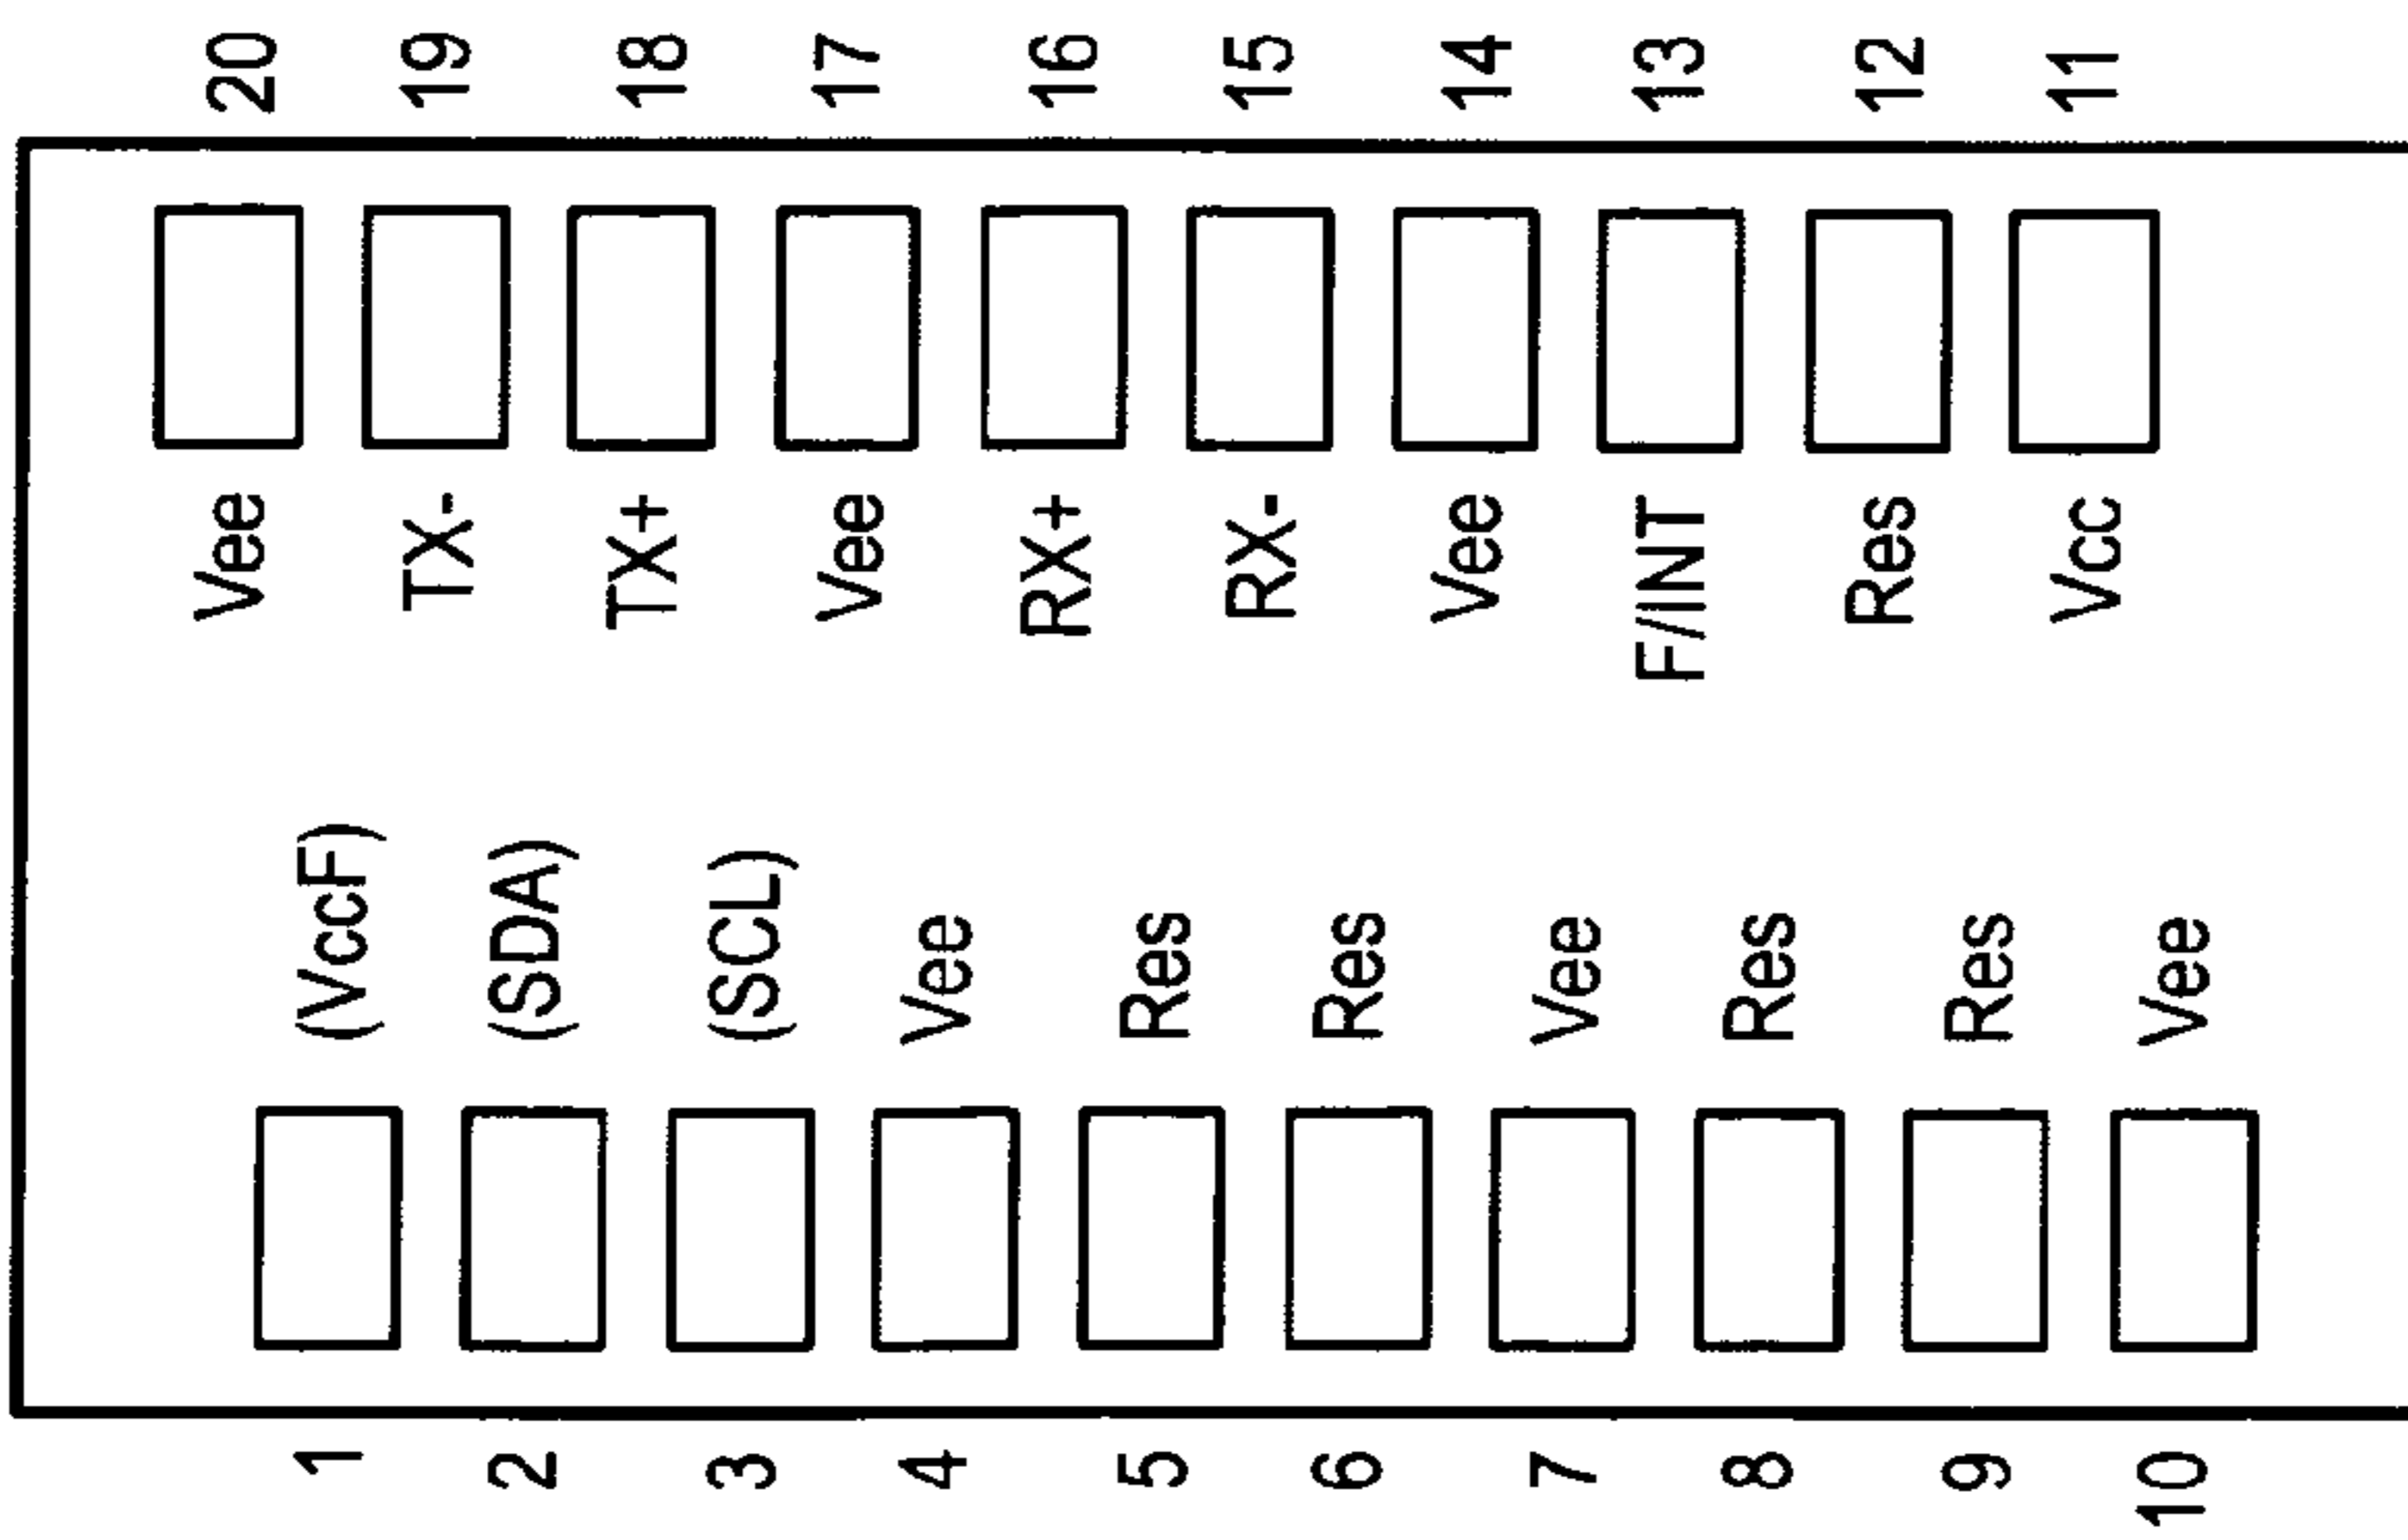 20
19
18
17
16
15
14
13
12
11
Vee
TX-
TX+
Vee
RX+
RX-
Vee
F/INT
Res
Vcc
(VccF)
(SDA)
(SCL)
Vee
Res
Res
Vee
Res
Res
Vee
1
2
3
4
5
6
7
8
9
10